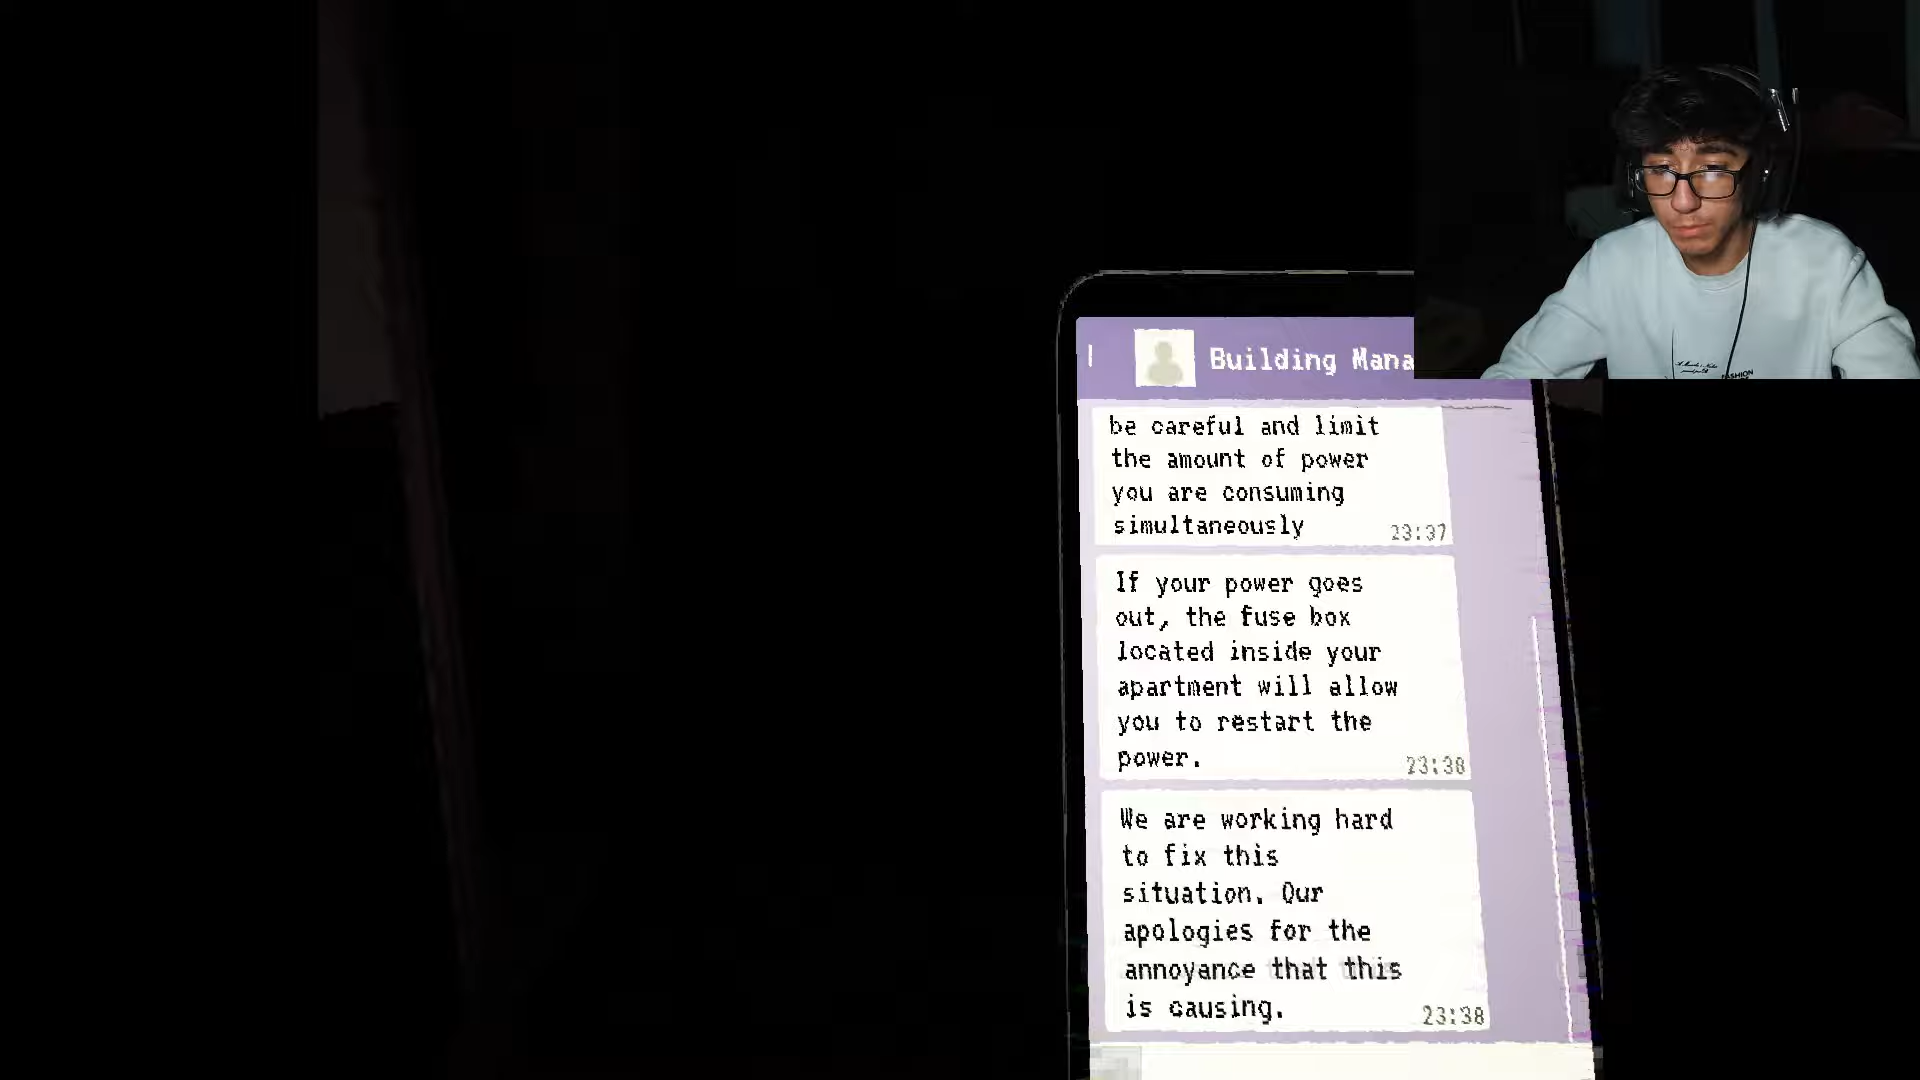 Building Mana
be careful and limit
the amount of power
you are consuming
simultaneously
23:37
If your power goes
out, the fuse box
located inside your
apartment will allow
you to restart the
power.
23:38
We are working hard
to fix this
situation. Our
apologies for the
annoyance that this
is causing.
23:38
FASHION